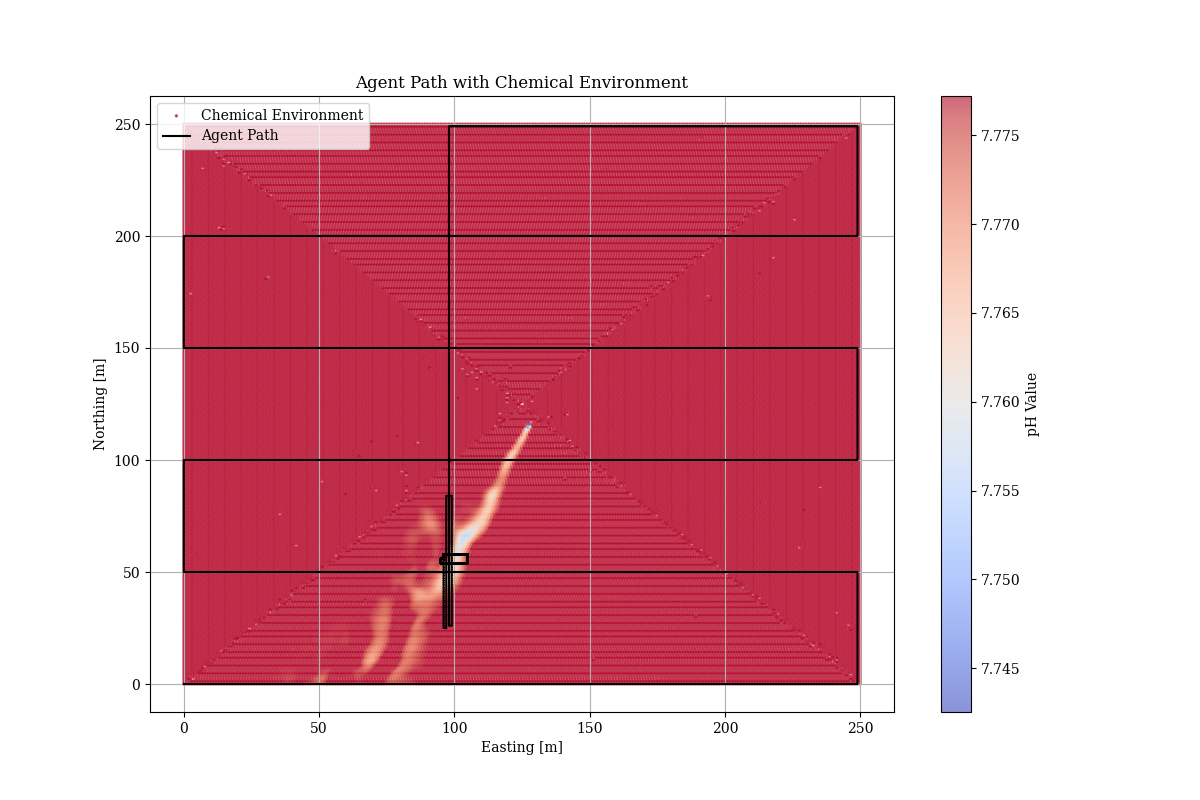 Agent Path with Chemical Environment
Chemical Environment
Agent Path
250
200
150
100
50
0
Northing [m]
0 50 100 150 200 250
Easting [m]
7.775
7.770
7.765
7.760
7.755
7.750
7.745
pH Value